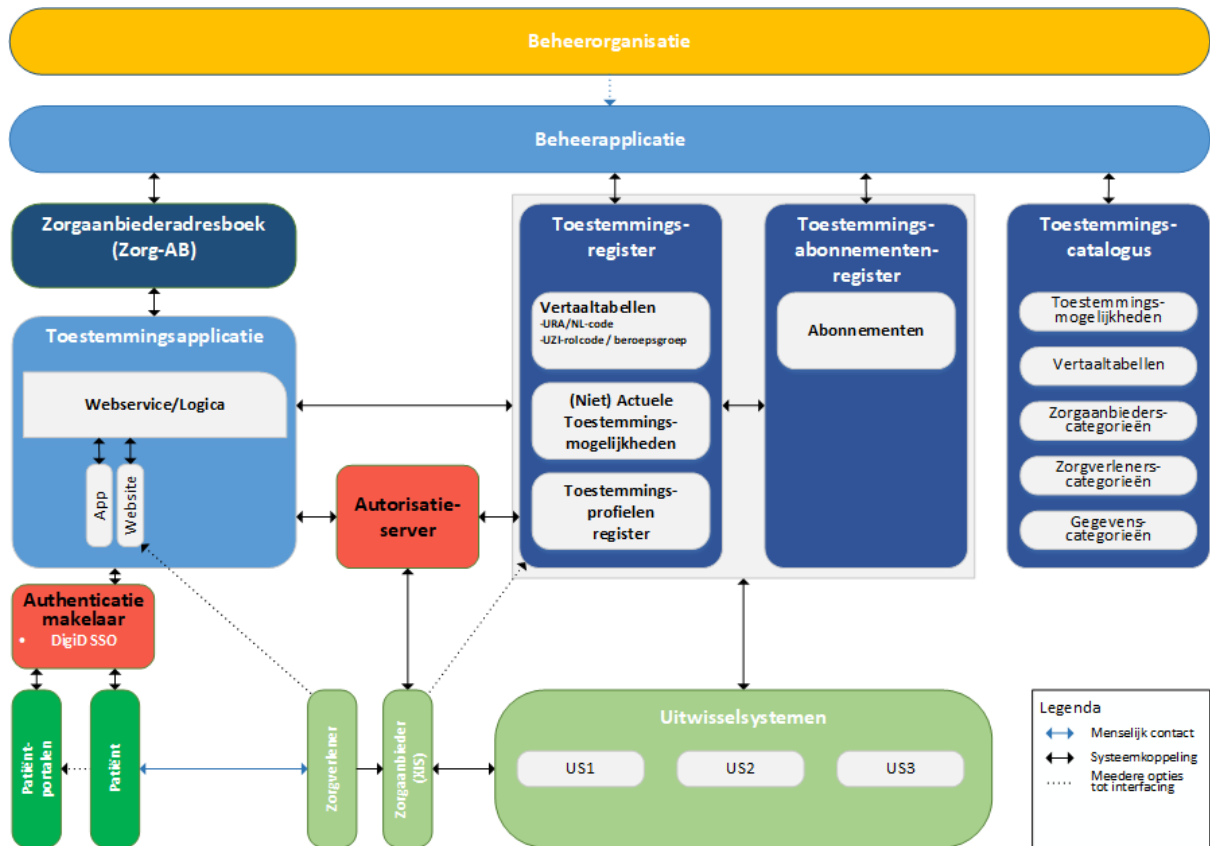 Beheerorganisatie
Beheerapplicatie
Zorgaanbiederadresboek
(Zorg-AB)
Toestemmingsapplicatie
Webservice/Logica
App
Website
Autorisatie-
server
Authenticatie
makelaar
• DigiD SSO
Patiënt-
portalen
Patiënt
Zorgverlener
Zorgaanbieder
(XIS)
Toestemmings-
register
Vertaaltabellen
-URA/NL-code
-UZI-rolcode / beroepsgroep
(Niet) Actuele
Toestemmings-
mogelijkheden
Toestemmings-
profielen
register
Toestemmings-
abonnementen-
register
Abonnementen
Toestemmings-
catalogus
Toestemmings-
mogelijkheden
Vertaaltabellen
Zorgaanbieders-
categorieën
Zorgverleners-
categorieën
Gegevens-
categorieën
Uitwisselsystemen
US1
US2
US3
Legenda
Menselijk contact
Systeemkoppeling
Meedere opties
tot interfacing